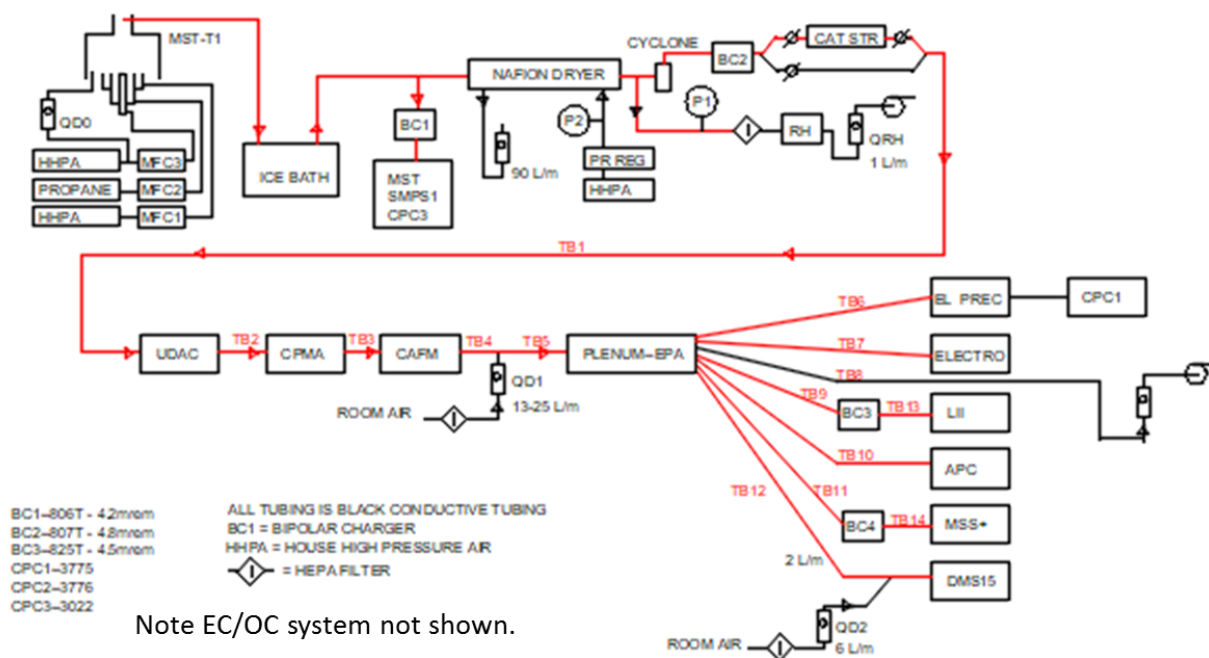 MST-T1
QD0
HHPA MFC3
PROPANE MFC2
HHPA MFC1
ICE BATH
BC1
MST
SMPS1
CPC3
NAFION DRYER
90 L/m
P2
PR REG
HHPA
CYCLONE
BC2
CAT STR
P1
RH
QRH
1 L/m
TB1
UDAC
TB2
CPMA
TB3
CAFM
TB4
TB5
PLENUM-EPA
QD1
13-25 L/m
ROOM AIR
TB6
EL PREC
CPC1
TB7
ELECTRO
TB8
TB9
BC3
TB13
LII
TB10
APC
TB11
BC4
TB14
MSS+
TB12
2 L/m
DMS15
QD2
6 L/m
ROOM AIR
BC1-806T - 4.2mrem
BC2-807T - 4.8mrem
BC3-825T - 4.5mrem
CPC1-3775
CPC2-3776
CPC3-3022
ALL TUBING IS BLACK CONDUCTIVE TUBING
BC1 = BIPOLAR CHARGER
HHPA = HOUSE HIGH PRESSURE AIR
= HEPA FILTER
Note EC/OC system not shown.